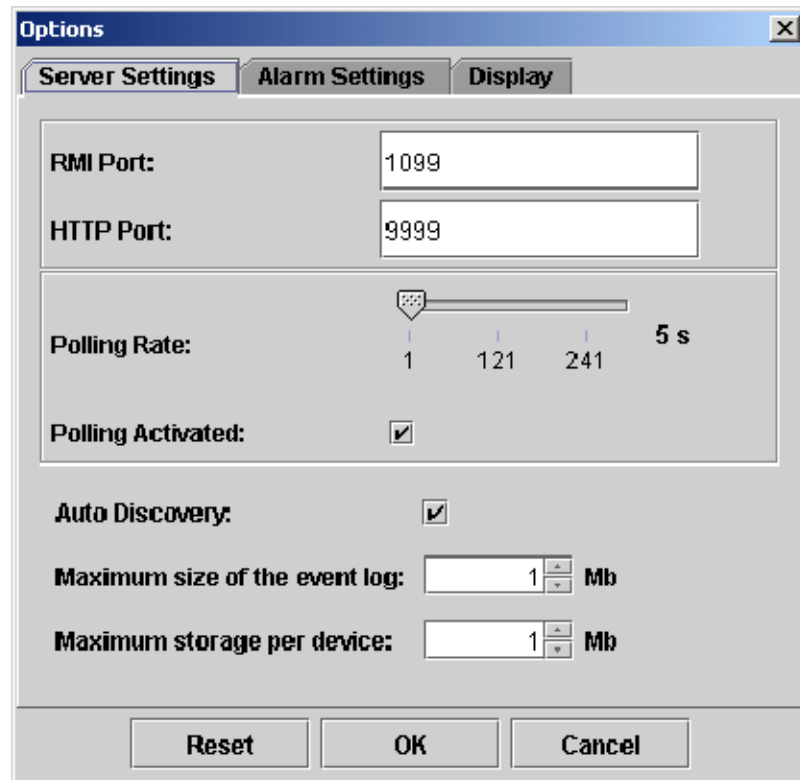 Options
Server Settings Alarm Settings Display
RMI Port: 1099
HTTP Port: 9999
Polling Rate: 5 s
1 121 241
Polling Activated:
Auto Discovery:
Maximum size of the event log: 1 Mb
Maximum storage per device: 1 Mb
Reset OK Cancel